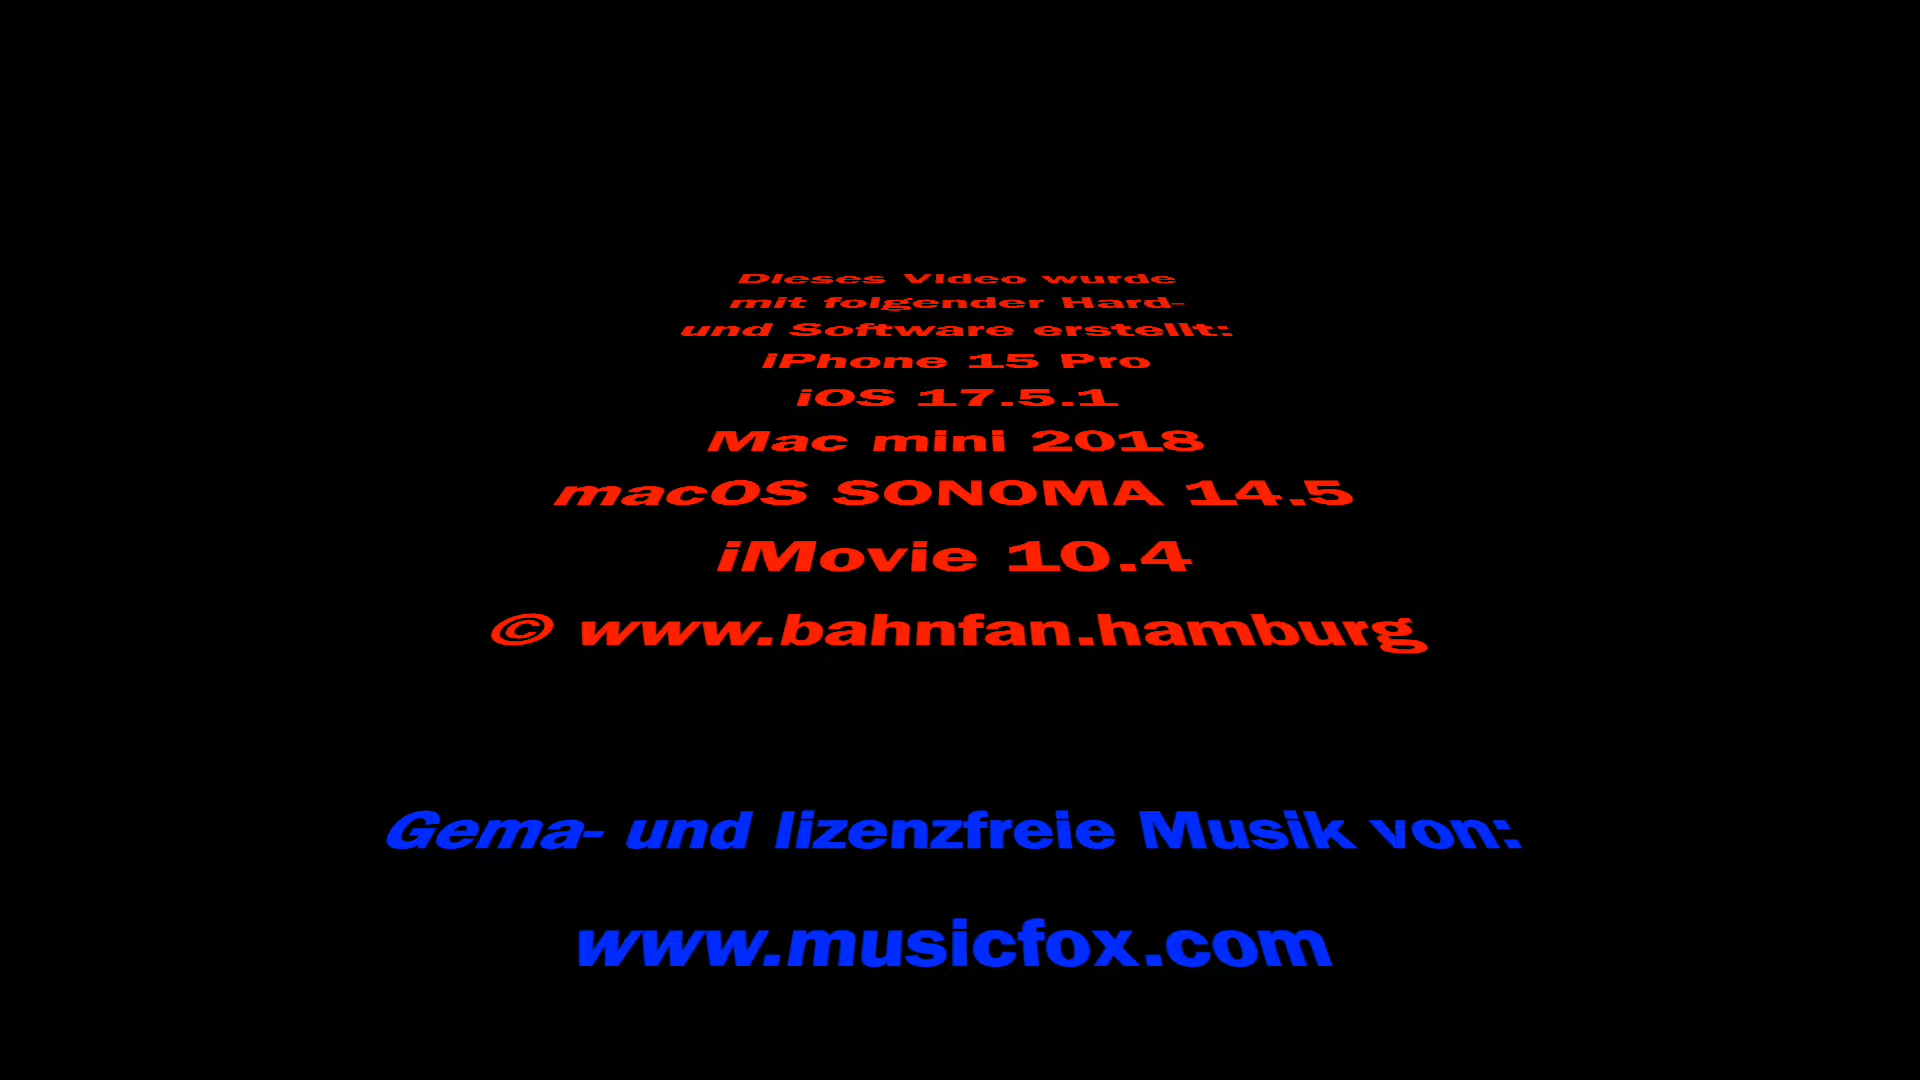 Dieses Video wurde
mit folgender Hard-
und Software erstellt:
iPhone 15 Pro
iOS 17.5.1
Mac mini 2018
macOS SONOMA 14.5
iMovie 10.4
© www.bahnfan.hamburg
Gema- und lizenzfreie Musik von:
www.musicfox.com